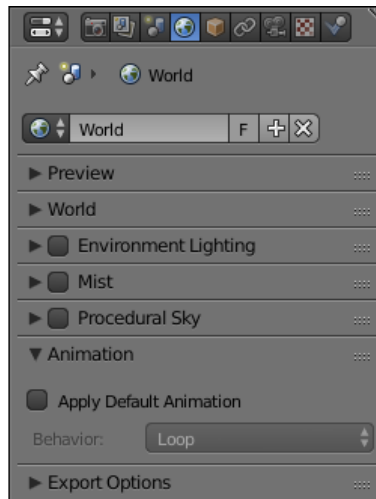 World
World F
Preview
World
Environment Lighting
Mist
Procedural Sky
Animation
Apply Default Animation
Behavior: Loop
Export Options